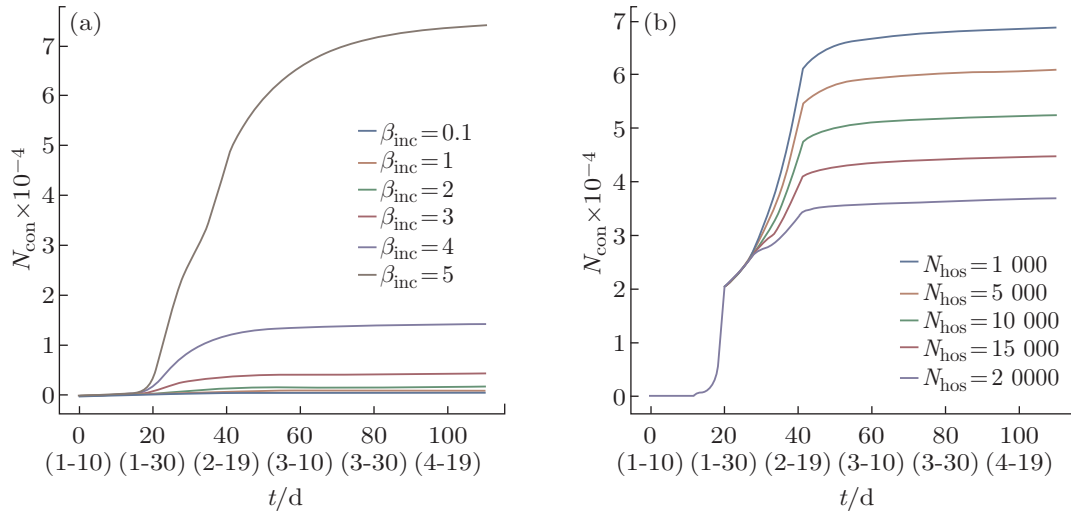 (a)
7
6
5
4
3
2
1
0
N_con×10⁻⁴
β_inc=0.1
β_inc=1
β_inc=2
β_inc=3
β_inc=4
β_inc=5
0 20 40 60 80 100
(1-10) (1-30) (2-19) (3-10) (3-30) (4-19)
t/d
(b)
7
6
5
4
3
2
1
0
N_con×10⁻⁴
N_hos=1 000
N_hos=5 000
N_hos=10 000
N_hos=15 000
N_hos=2 0000
0 20 40 60 80 100
(1-10) (1-30) (2-19) (3-10) (3-30) (4-19)
t/d